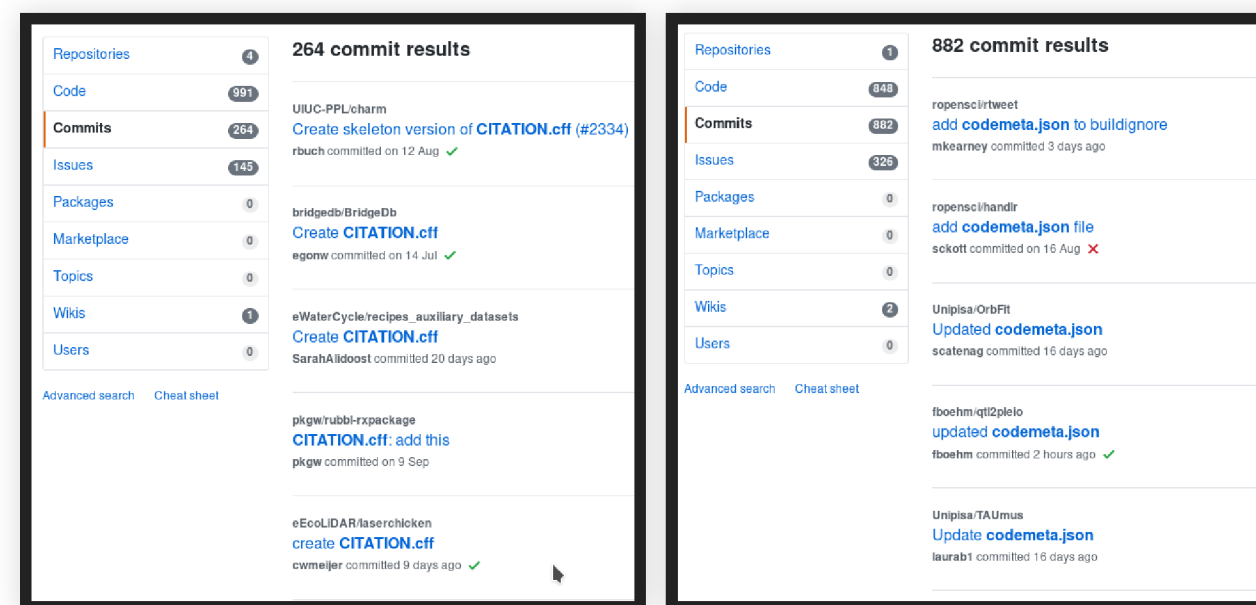 Repositories 4
Code 991
Commits 264
Issues 145
Packages 0
Marketplace 0
Topics 0
Wikis 1
Users 0
Advanced search Cheat sheet
264 commit results
UIUC-PPL/charm
Create skeleton version of CITATION.cff (#2334)
rbuch committed on 12 Aug
bridgedb/BridgeDb
Create CITATION.cff
egonw committed on 14 Jul
eWaterCycle/recipes_auxiliary_datasets
Create CITATION.cff
SarahAlidoost committed 20 days ago
pkgw/rubbl-rxpackage
CITATION.cff: add this
pkgw committed on 9 Sep
eEcoLiDAR/laserchicken
create CITATION.cff
cwmeijer committed 9 days ago
Repositories 1
Code 848
Commits 882
Issues 326
Packages 0
Marketplace 0
Topics 0
Wikis 2
Users 0
Advanced search Cheat sheet
882 commit results
ropensci/rtweet
add codemeta.json to buildignore
mkearney committed 3 days ago
ropensci/handlr
add codemeta.json file
sckott committed on 16 Aug
Unipisa/OrbFit
Updated codemeta.json
scatenag committed 16 days ago
fboehm/qtl2pleio
updated codemeta.json
fboehm committed 2 hours ago
Unipisa/TAUmus
Update codemeta.json
laurab1 committed 16 days ago